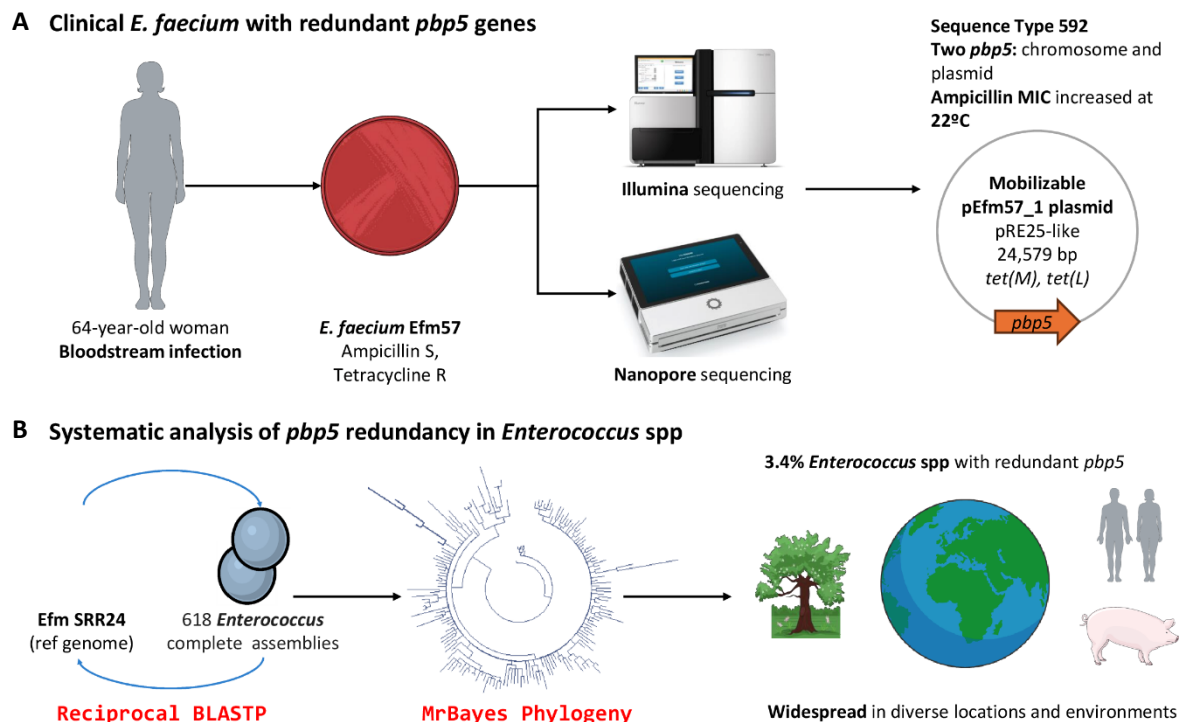 A Clinical E. faecium with redundant pbp5 genes
Sequence Type 592
Two pbp5: chromosome and
plasmid
Ampicillin MIC increased at
22ºC
Illumina sequencing
Mobilizable
pEfm57_1 plasmid
pRE25-like
24,579 bp
tet(M), tet(L)
pbp5
64-year-old woman
Bloodstream infection
E. faecium Efm57
Ampicillin S,
Tetracycline R
Nanopore sequencing
B Systematic analysis of pbp5 redundancy in Enterococcus spp
3.4% Enterococcus spp with redundant pbp5
Efm SRR24
(ref genome)
618 Enterococcus
complete assemblies
Reciprocal BLASTP
MrBayes Phylogeny
Widespread in diverse locations and environments